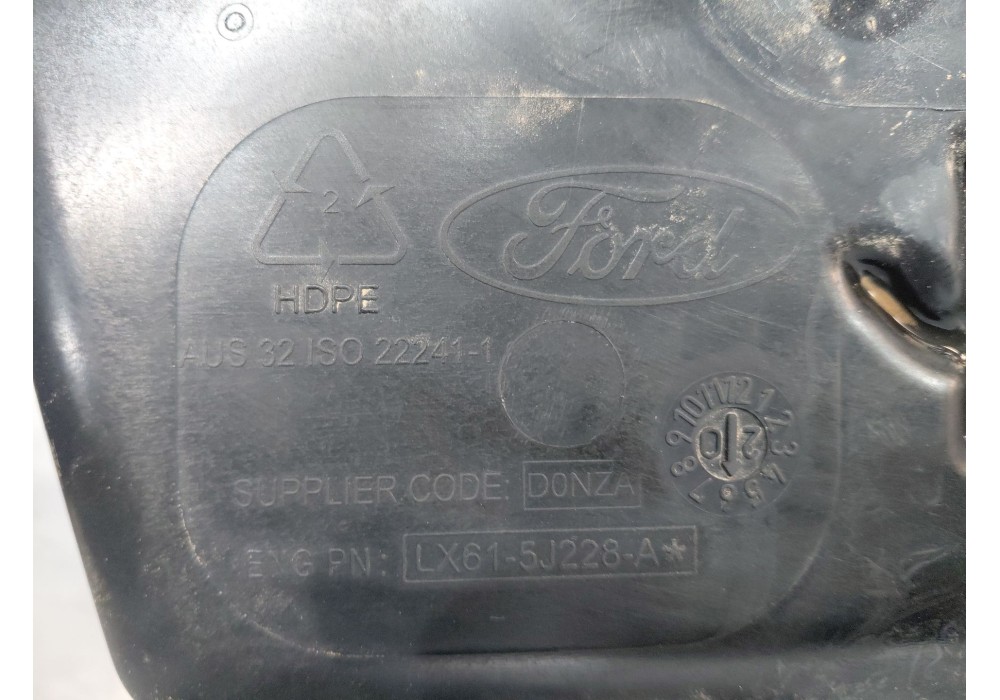 2
HDPE
Ford
AUS 32 ISO 22241-1
1 2 3 4 5 6 7 8 9 10 11 12
20
SUPPLIER CODE: D0NZA
ENG PN: LX61-5J228-A*